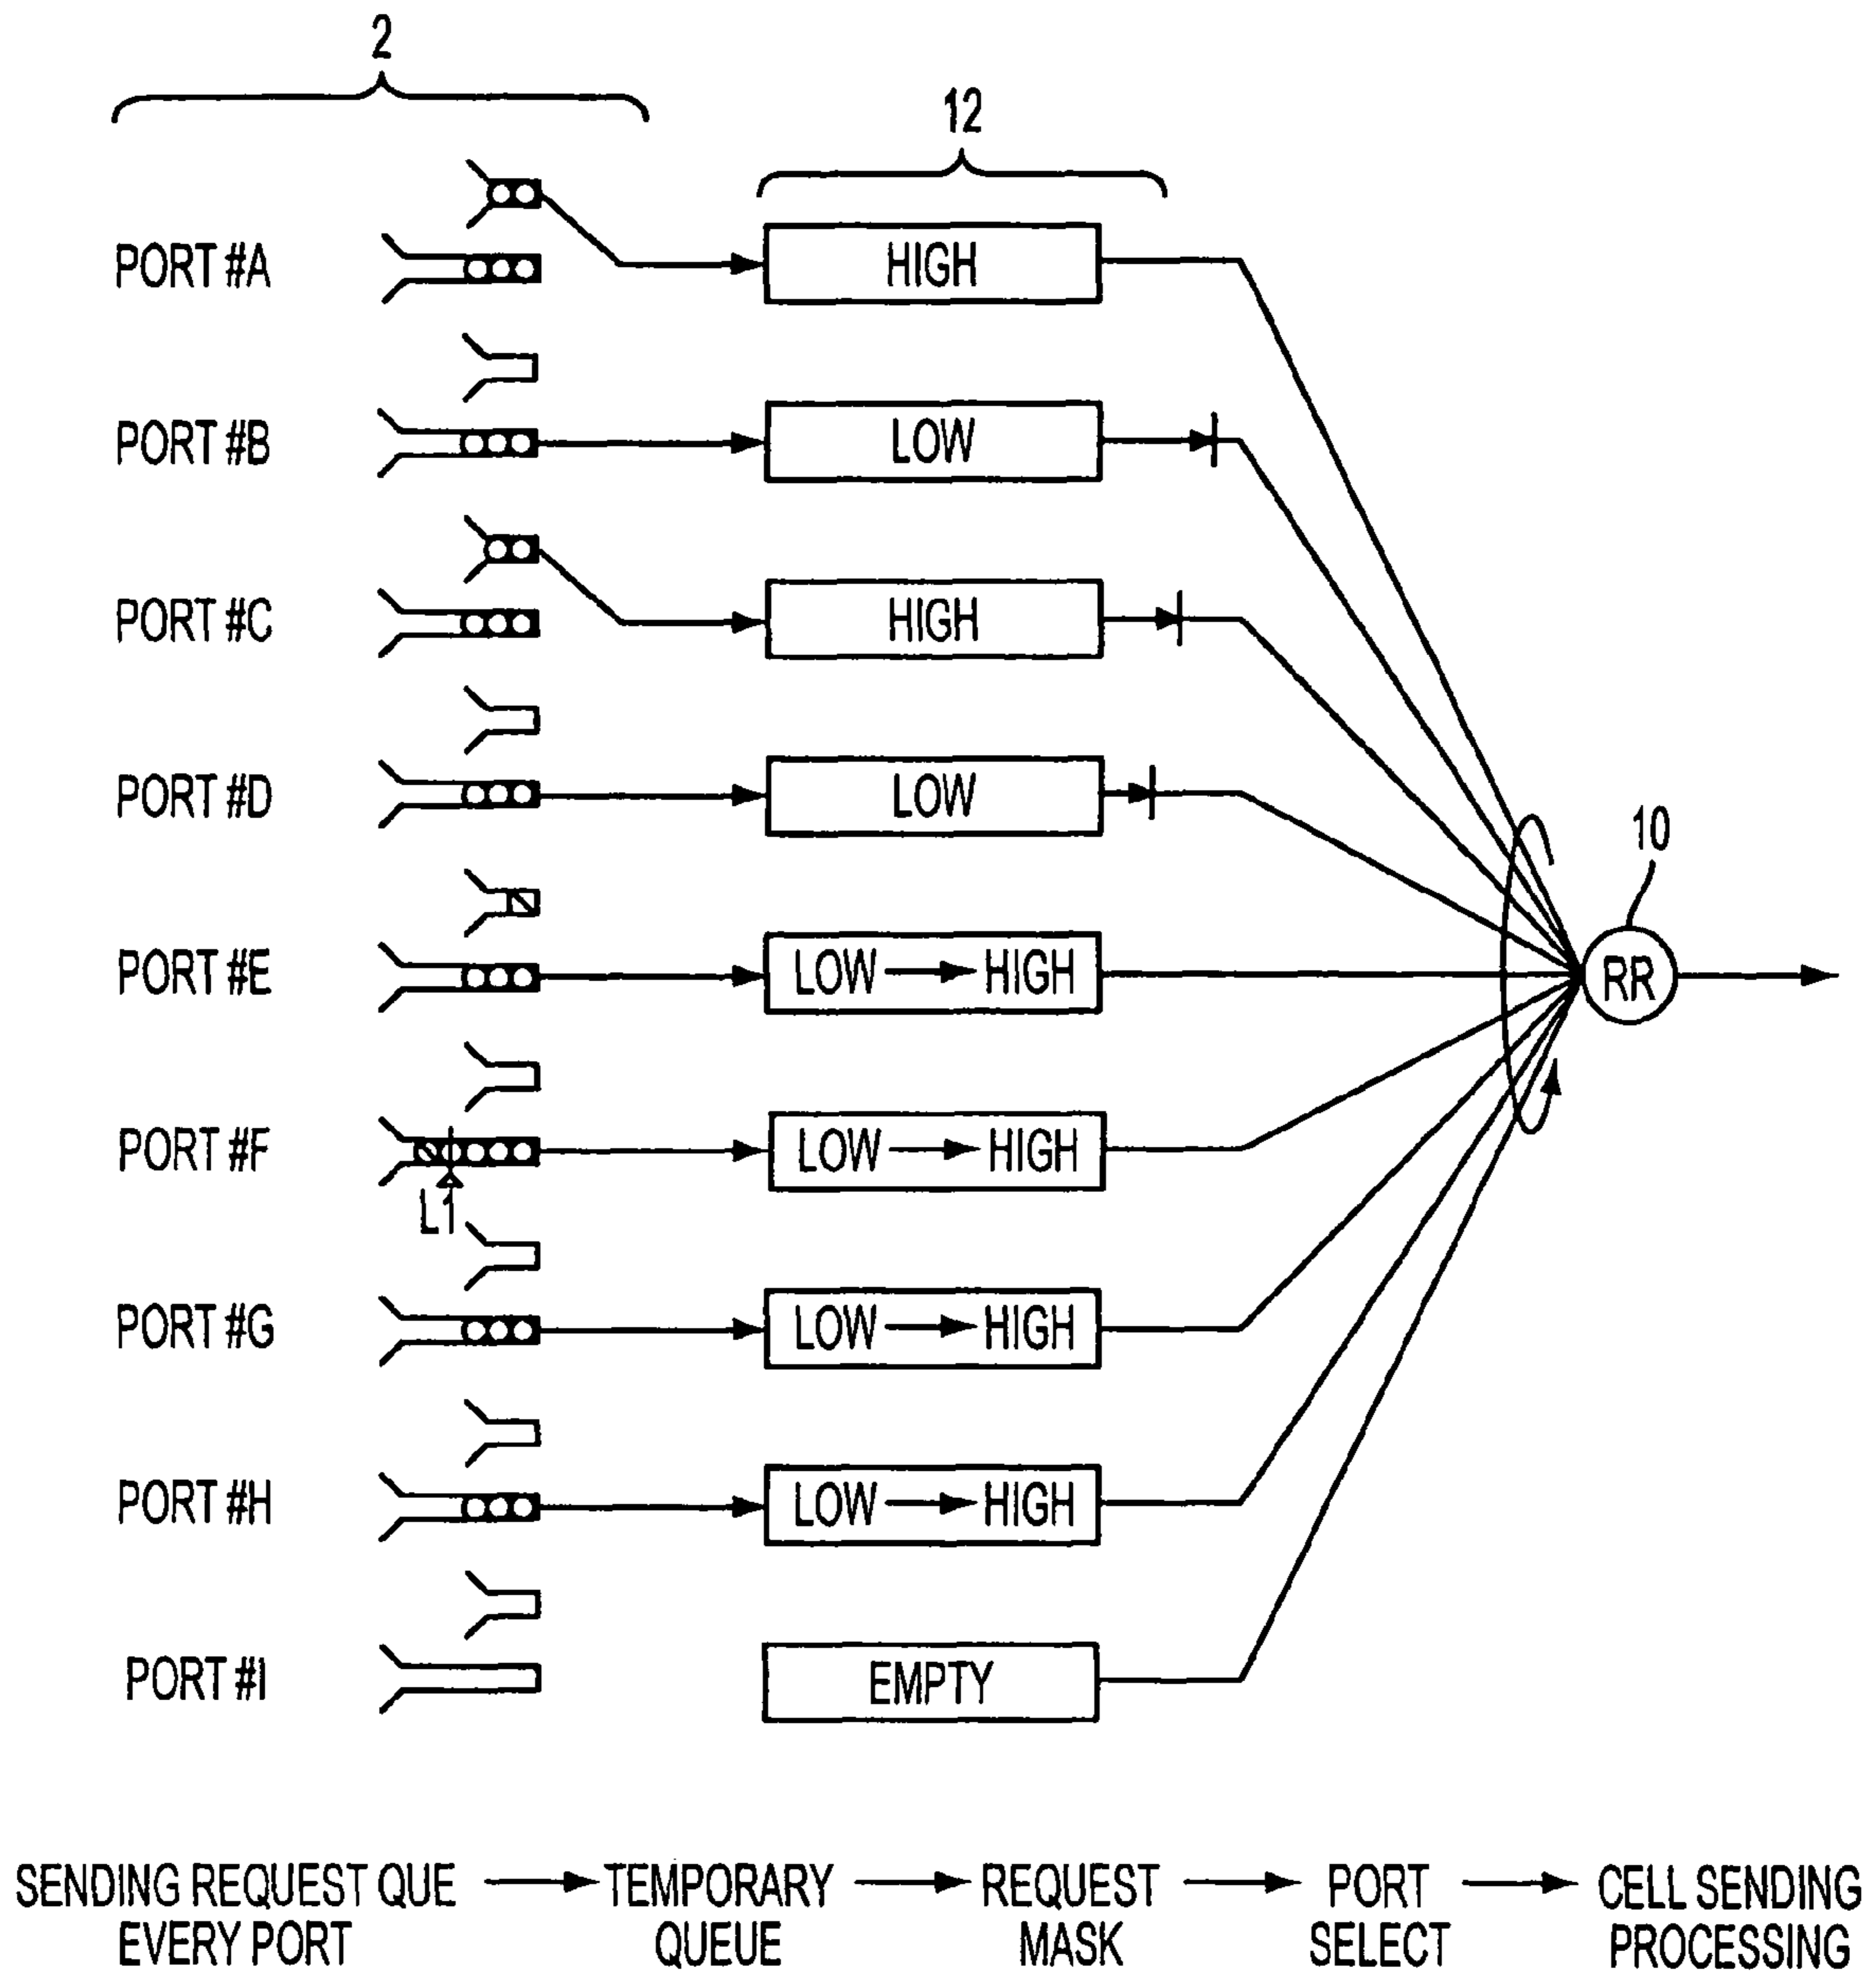 2
12
PORT #A
HIGH
PORT #B
LOW
PORT #C
HIGH
PORT #D
LOW
10
PORT #E
LOW HIGH
RR
PORT #F
LOW HIGH
L1
PORT #G
LOW HIGH
PORT #H
LOW HIGH
PORT #I
EMPTY
SENDING REQUEST QUE
EVERY PORT
TEMPORARY
QUEUE
REQUEST
MASK
PORT
SELECT
CELL SENDING
PROCESSING